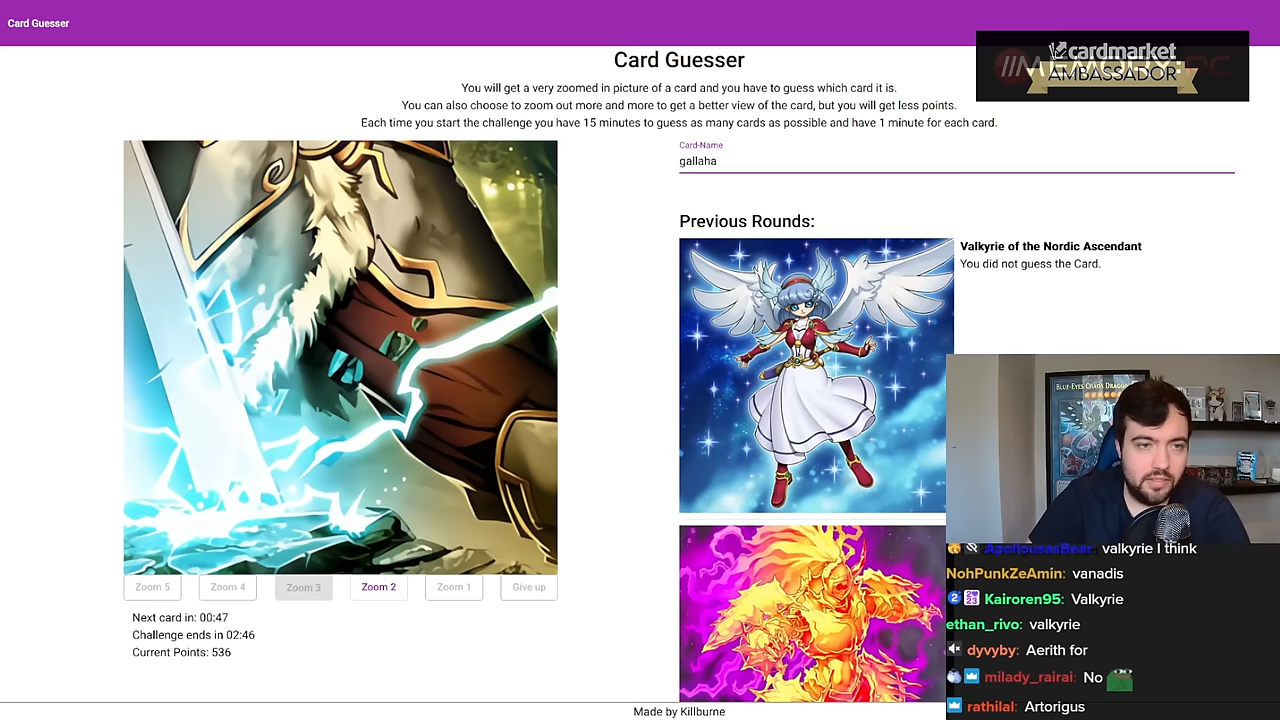 Card Guesser
cardmarket
AMBASSADOR
Card Guesser
You will get a very zoomed in picture of a card and you have to guess which card it is.
You can also choose to zoom out more and more to get a better view of the card, but you will get less points.
Each time you start the challenge you have 15 minutes to guess as many cards as possible and have 1 minute for each card.
Card-Name
gallaha
Previous Rounds:
Valkyrie of the Nordic Ascendant
You did not guess the Card.
BLUE-EYES CHAOS DRAGON
Zoom 5
Zoom 4
Zoom 3
Zoom 2
Zoom 1
Give up
Next card in: 00:47
Challenge ends in 02:46
Current Points: 536
valkyrie I think
NohPunkZeAmin: vanadis
2 Kairoren95: Valkyrie
ethan_rivo: valkyrie
dyvyby: Aerith for
milady_rairai: No
rathilal: Artorigus
Made by Killburne